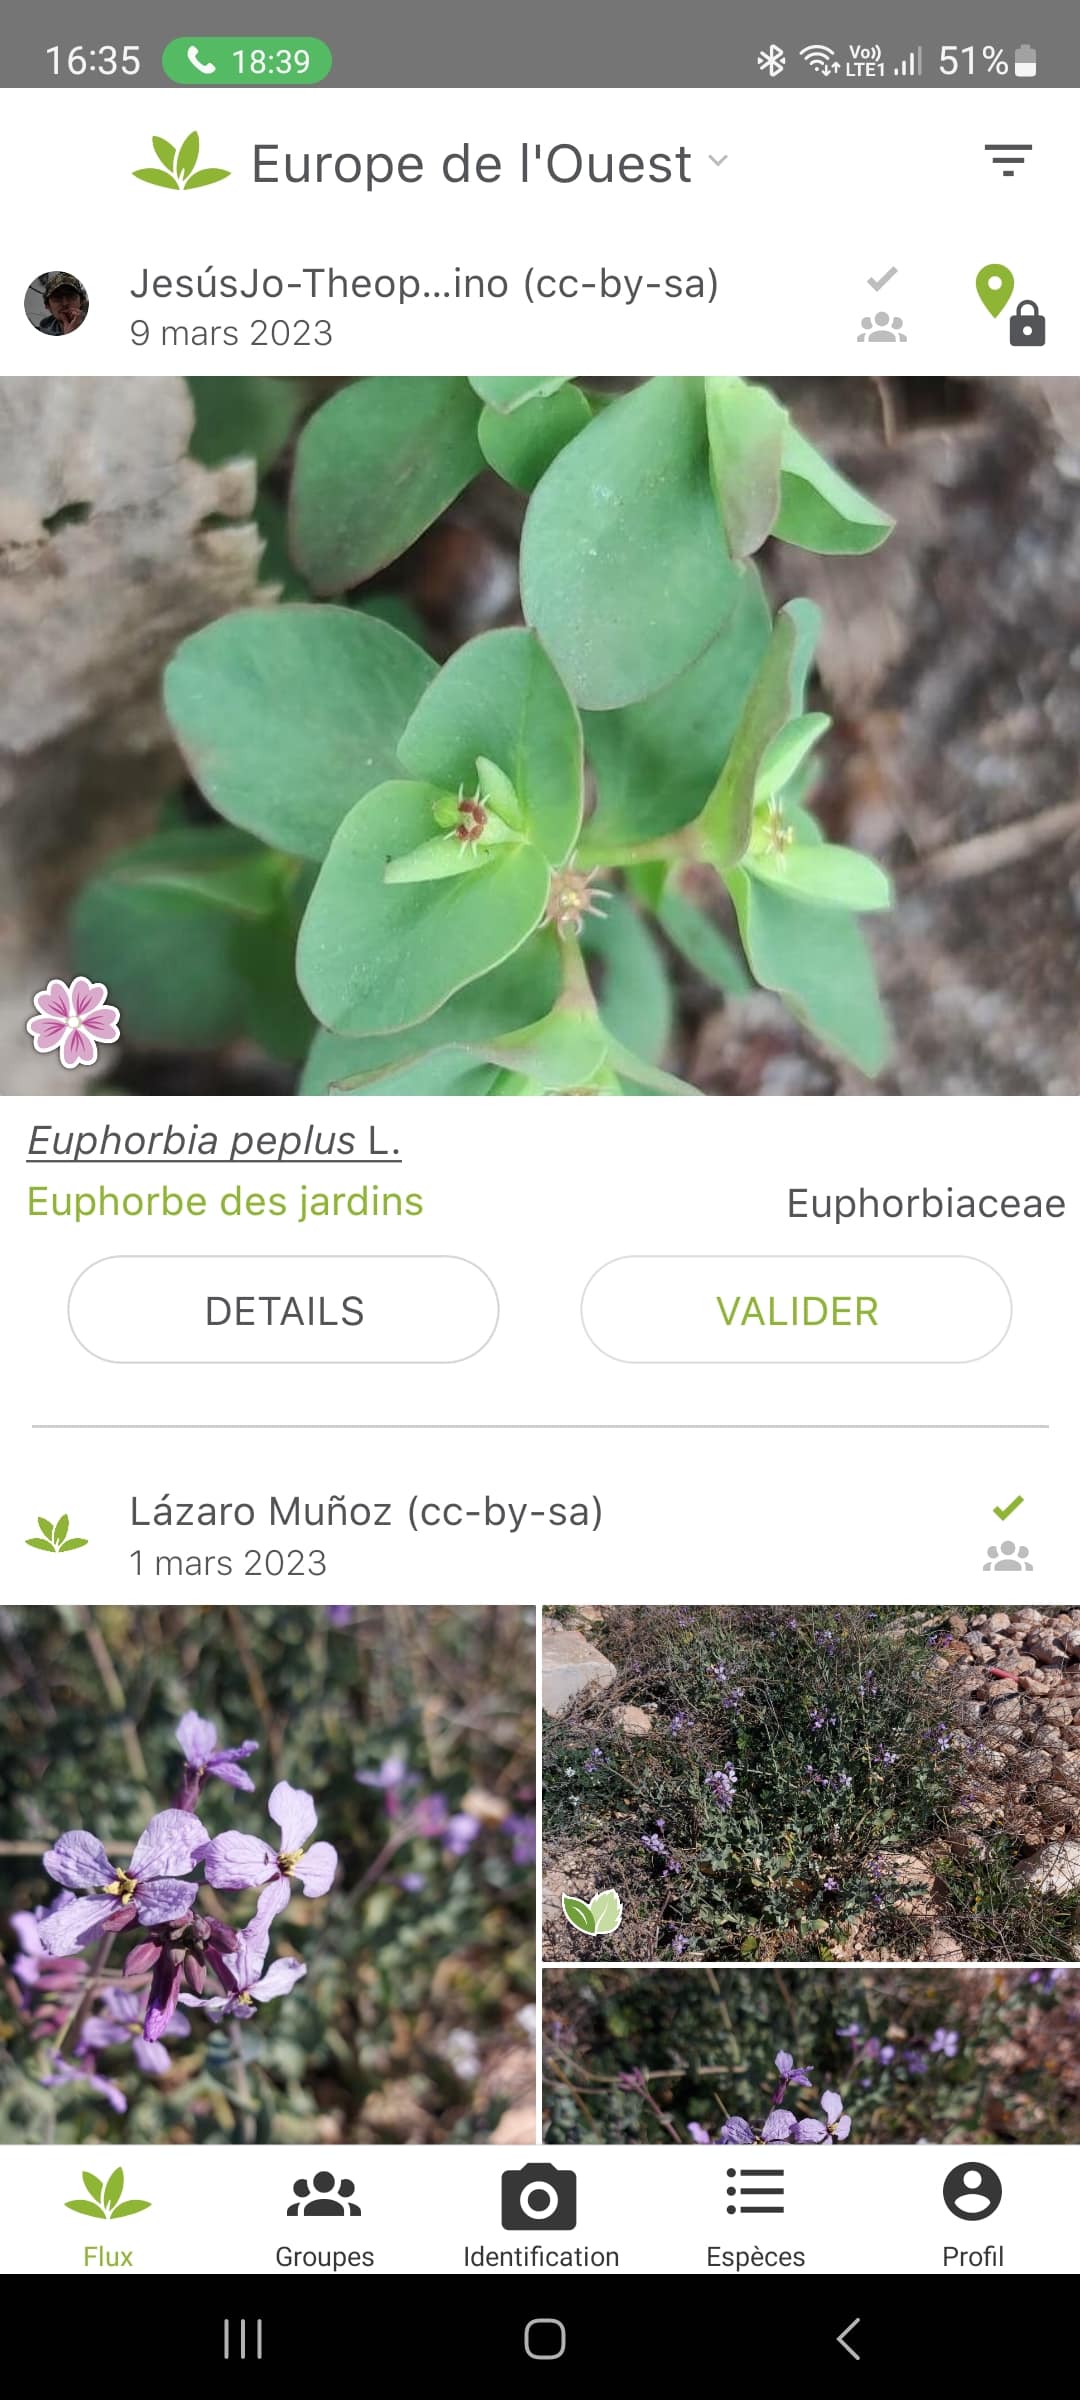 16:35 18:39 Vo)) LTE1 51%
Europe de l'Ouest
JesúsJo-Theop...ino (cc-by-sa)
9 mars 2023
Euphorbia peplus L.
Euphorbe des jardins
Euphorbiaceae
DETAILS
VALIDER
Lázaro Muñoz (cc-by-sa)
1 mars 2023
Flux
Groupes
Identification
Espèces
Profil